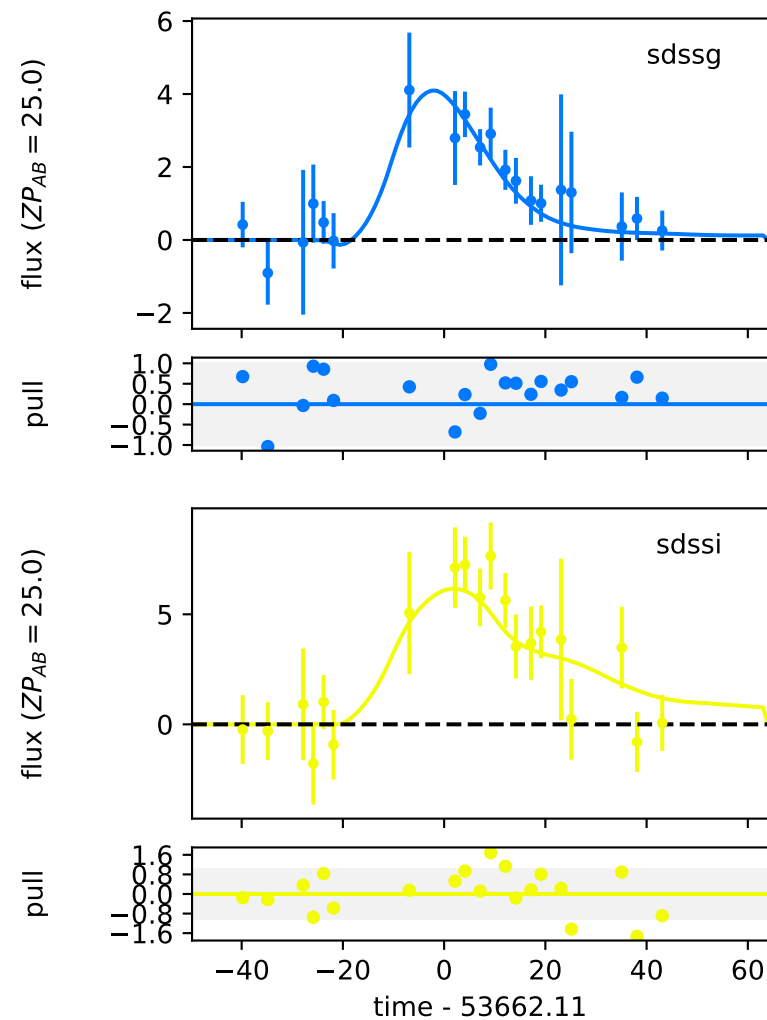 6
sdssg
4
2
0
−2
flux (ZP_AB = 25.0)
1.0
0.5
0.0
−0.5
−1.0
pull
sdssi
5
0
flux (ZP_AB = 25.0)
1.6
0.8
0.0
−0.8
−1.6
pull
−40 −20 0 20 40 60
time - 53662.11